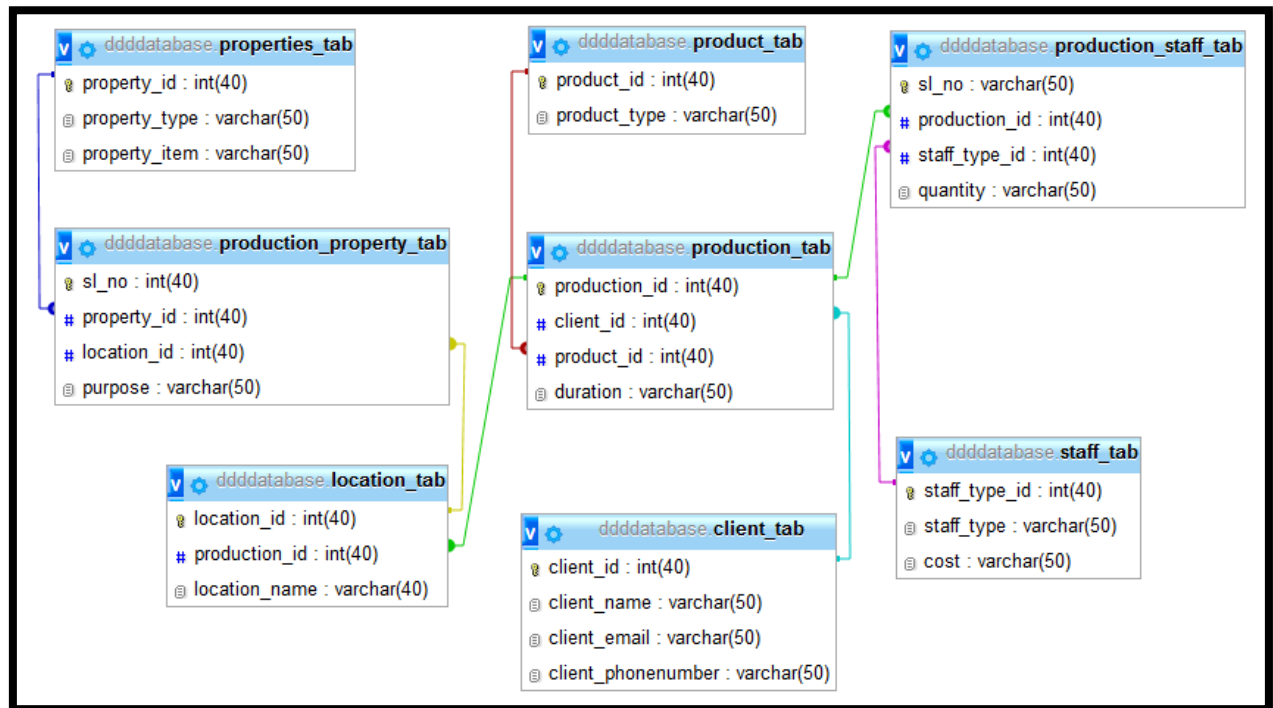 ddddatabase.properties_tab
property_id : int(40)
property_type : varchar(50)
property_item : varchar(50)
ddddatabase.product_tab
product_id : int(40)
product_type : varchar(50)
ddddatabase.production_staff_tab
sl_no : varchar(50)
production_id : int(40)
staff_type_id : int(40)
quantity : varchar(50)
ddddatabase.production_property_tab
sl_no : int(40)
property_id : int(40)
location_id : int(40)
purpose : varchar(50)
ddddatabase.production_tab
production_id : int(40)
client_id : int(40)
product_id : int(40)
duration : varchar(50)
ddddatabase.location_tab
location_id : int(40)
production_id : int(40)
location_name : varchar(40)
ddddatabase.client_tab
client_id : int(40)
client_name : varchar(50)
client_email : varchar(50)
client_phonenumber : varchar(50)
ddddatabase.staff_tab
staff_type_id : int(40)
staff_type : varchar(50)
cost : varchar(50)